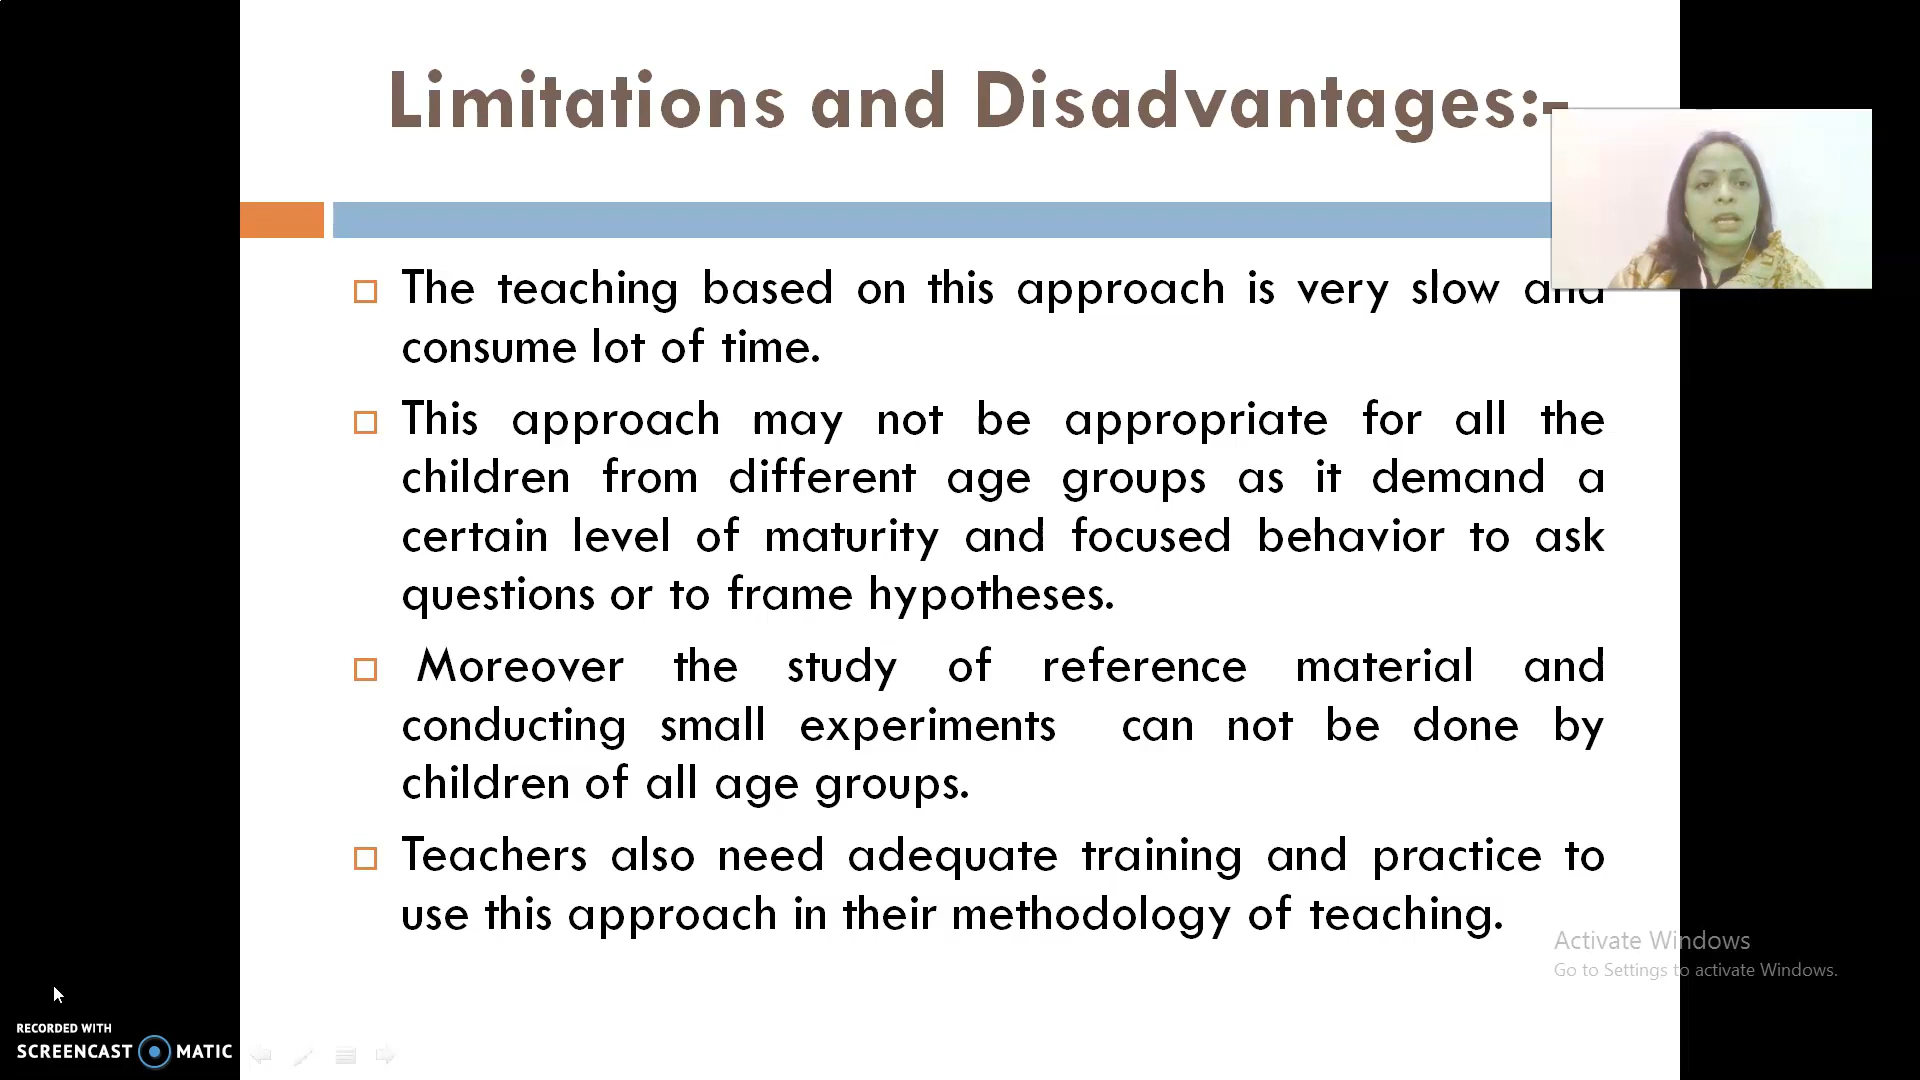 Limitations and Disadvantages:-
The teaching based on this approach is very slow and
consume lot of time.
This approach may not be appropriate for all the
children from different age groups as it demand a
certain level of maturity and focused behavior to ask
questions or to frame hypotheses.
Moreover the study of reference material and
conducting small experiments can not be done by
children of all age groups.
Teachers also need adequate training and practice to
use this approach in their methodology of teaching.
Activate Windows
Go to Settings to activate Windows.
RECORDED WITH
SCREENCAST MATIC